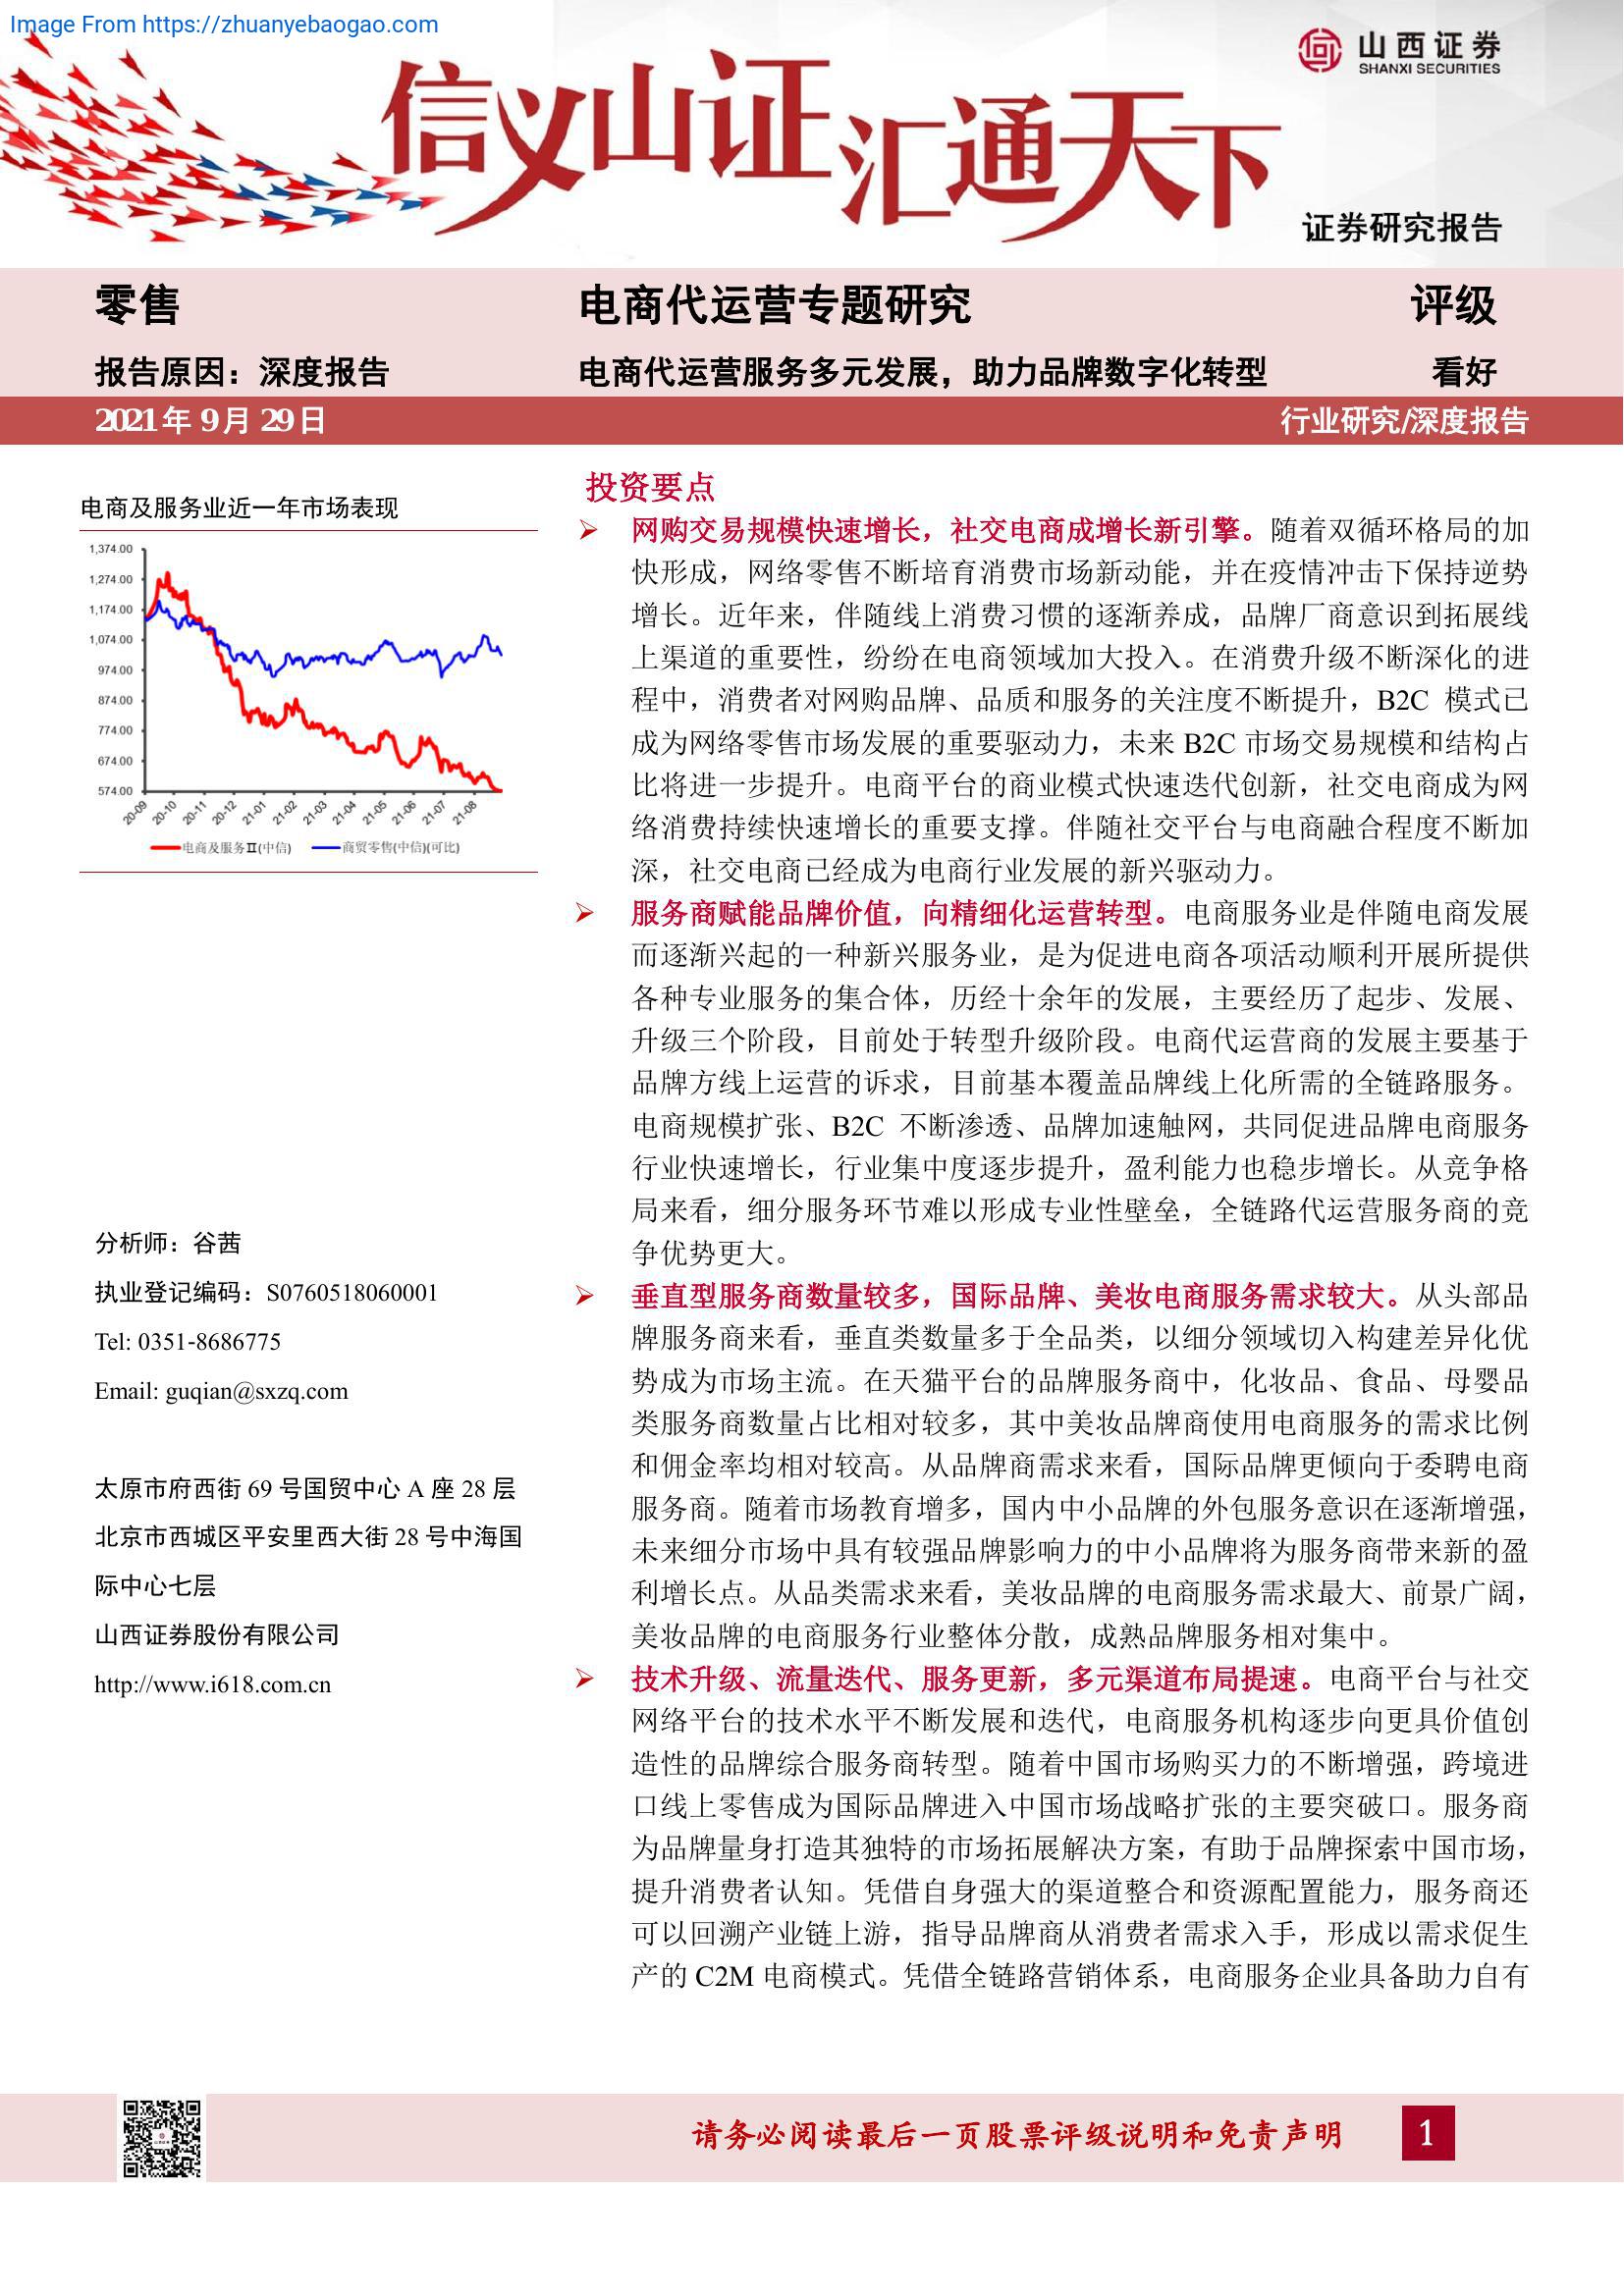 Image From https://zhuanyebaogao.com
山西证券
SHANXI SECURITIES
信义山证汇通天下
证券研究报告
零售
电商代运营专题研究
评级
报告原因：深度报告
电商代运营服务多元发展，助力品牌数字化转型
看好
2021年 9月 29日
行业研究/深度报告
电商及服务业近一年市场表现
1,374.00
1,274.00
1,174.00
1,074.00
974.00
874.00
774.00
674.00
574.00
20-09 20-10 20-11 20-12 21-01 21-02 21-03 21-04 21-05 21-06 21-07 21-08
电商及服务Ⅱ(中信) 商贸零售(中信)(可比)
分析师：谷茜
执业登记编码：S0760518060001
Tel: 0351-8686775
Email: guqian@sxzq.com
太原市府西街 69 号国贸中心 A 座 28 层
北京市西城区平安里西大街 28 号中海国
际中心七层
山西证券股份有限公司
http://www.i618.com.cn
投资要点
➢ 网购交易规模快速增长，社交电商成增长新引擎。随着双循环格局的加
快形成，网络零售不断培育消费市场新动能，并在疫情冲击下保持逆势
增长。近年来，伴随线上消费习惯的逐渐养成，品牌厂商意识到拓展线
上渠道的重要性，纷纷在电商领域加大投入。在消费升级不断深化的进
程中，消费者对网购品牌、品质和服务的关注度不断提升，B2C 模式已
成为网络零售市场发展的重要驱动力，未来 B2C 市场交易规模和结构占
比将进一步提升。电商平台的商业模式快速迭代创新，社交电商成为网
络消费持续快速增长的重要支撑。伴随社交平台与电商融合程度不断加
深，社交电商已经成为电商行业发展的新兴驱动力。
➢ 服务商赋能品牌价值，向精细化运营转型。电商服务业是伴随电商发展
而逐渐兴起的一种新兴服务业，是为促进电商各项活动顺利开展所提供
各种专业服务的集合体，历经十余年的发展，主要经历了起步、发展、
升级三个阶段，目前处于转型升级阶段。电商代运营商的发展主要基于
品牌方线上运营的诉求，目前基本覆盖品牌线上化所需的全链路服务。
电商规模扩张、B2C 不断渗透、品牌加速触网，共同促进品牌电商服务
行业快速增长，行业集中度逐步提升，盈利能力也稳步增长。从竞争格
局来看，细分服务环节难以形成专业性壁垒，全链路代运营服务商的竞
争优势更大。
➢ 垂直型服务商数量较多，国际品牌、美妆电商服务需求较大。从头部品
牌服务商来看，垂直类数量多于全品类，以细分领域切入构建差异化优
势成为市场主流。在天猫平台的品牌服务商中，化妆品、食品、母婴品
类服务商数量占比相对较多，其中美妆品牌商使用电商服务的需求比例
和佣金率均相对较高。从品牌商需求来看，国际品牌更倾向于委聘电商
服务商。随着市场教育增多，国内中小品牌的外包服务意识在逐渐增强，
未来细分市场中具有较强品牌影响力的中小品牌将为服务商带来新的盈
利增长点。从品类需求来看，美妆品牌的电商服务需求最大、前景广阔，
美妆品牌的电商服务行业整体分散，成熟品牌服务相对集中。
➢ 技术升级、流量迭代、服务更新，多元渠道布局提速。电商平台与社交
网络平台的技术水平不断发展和迭代，电商服务机构逐步向更具价值创
造性的品牌综合服务商转型。随着中国市场购买力的不断增强，跨境进
口线上零售成为国际品牌进入中国市场战略扩张的主要突破口。服务商
为品牌量身打造其独特的市场拓展解决方案，有助于品牌探索中国市场，
提升消费者认知。凭借自身强大的渠道整合和资源配置能力，服务商还
可以回溯产业链上游，指导品牌商从消费者需求入手，形成以需求促生
产的 C2M 电商模式。凭借全链路营销体系，电商服务企业具备助力自有
请务必阅读最后一页股票评级说明和免责声明
1